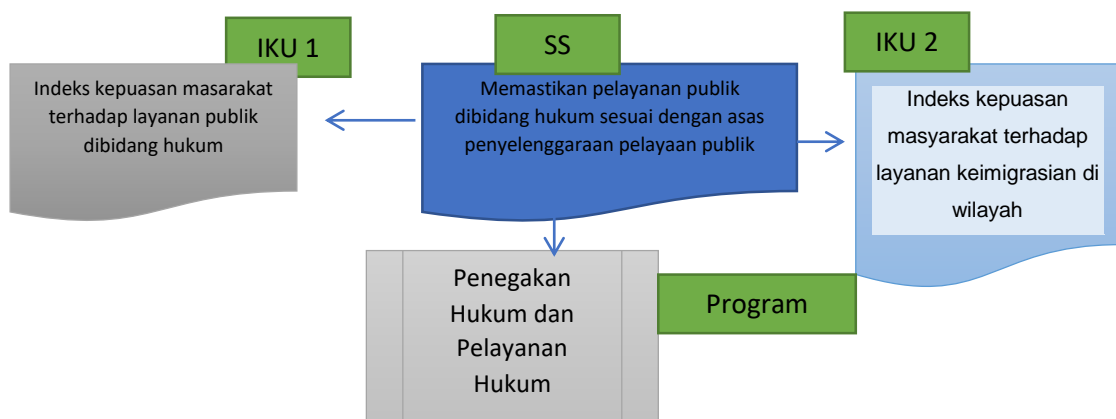 IKU 1
Indeks kepuasan masarakat
terhadap layanan publik
dibidang hukum
SS
Memastikan pelayanan publik
dibidang hukum sesuai dengan asas
penyelenggaraan pelayaan publik
IKU 2
Indeks kepuasan
masyarakat terhadap
layanan keimigrasian di
wilayah
Penegakan
Hukum dan
Pelayanan
Hukum
Program